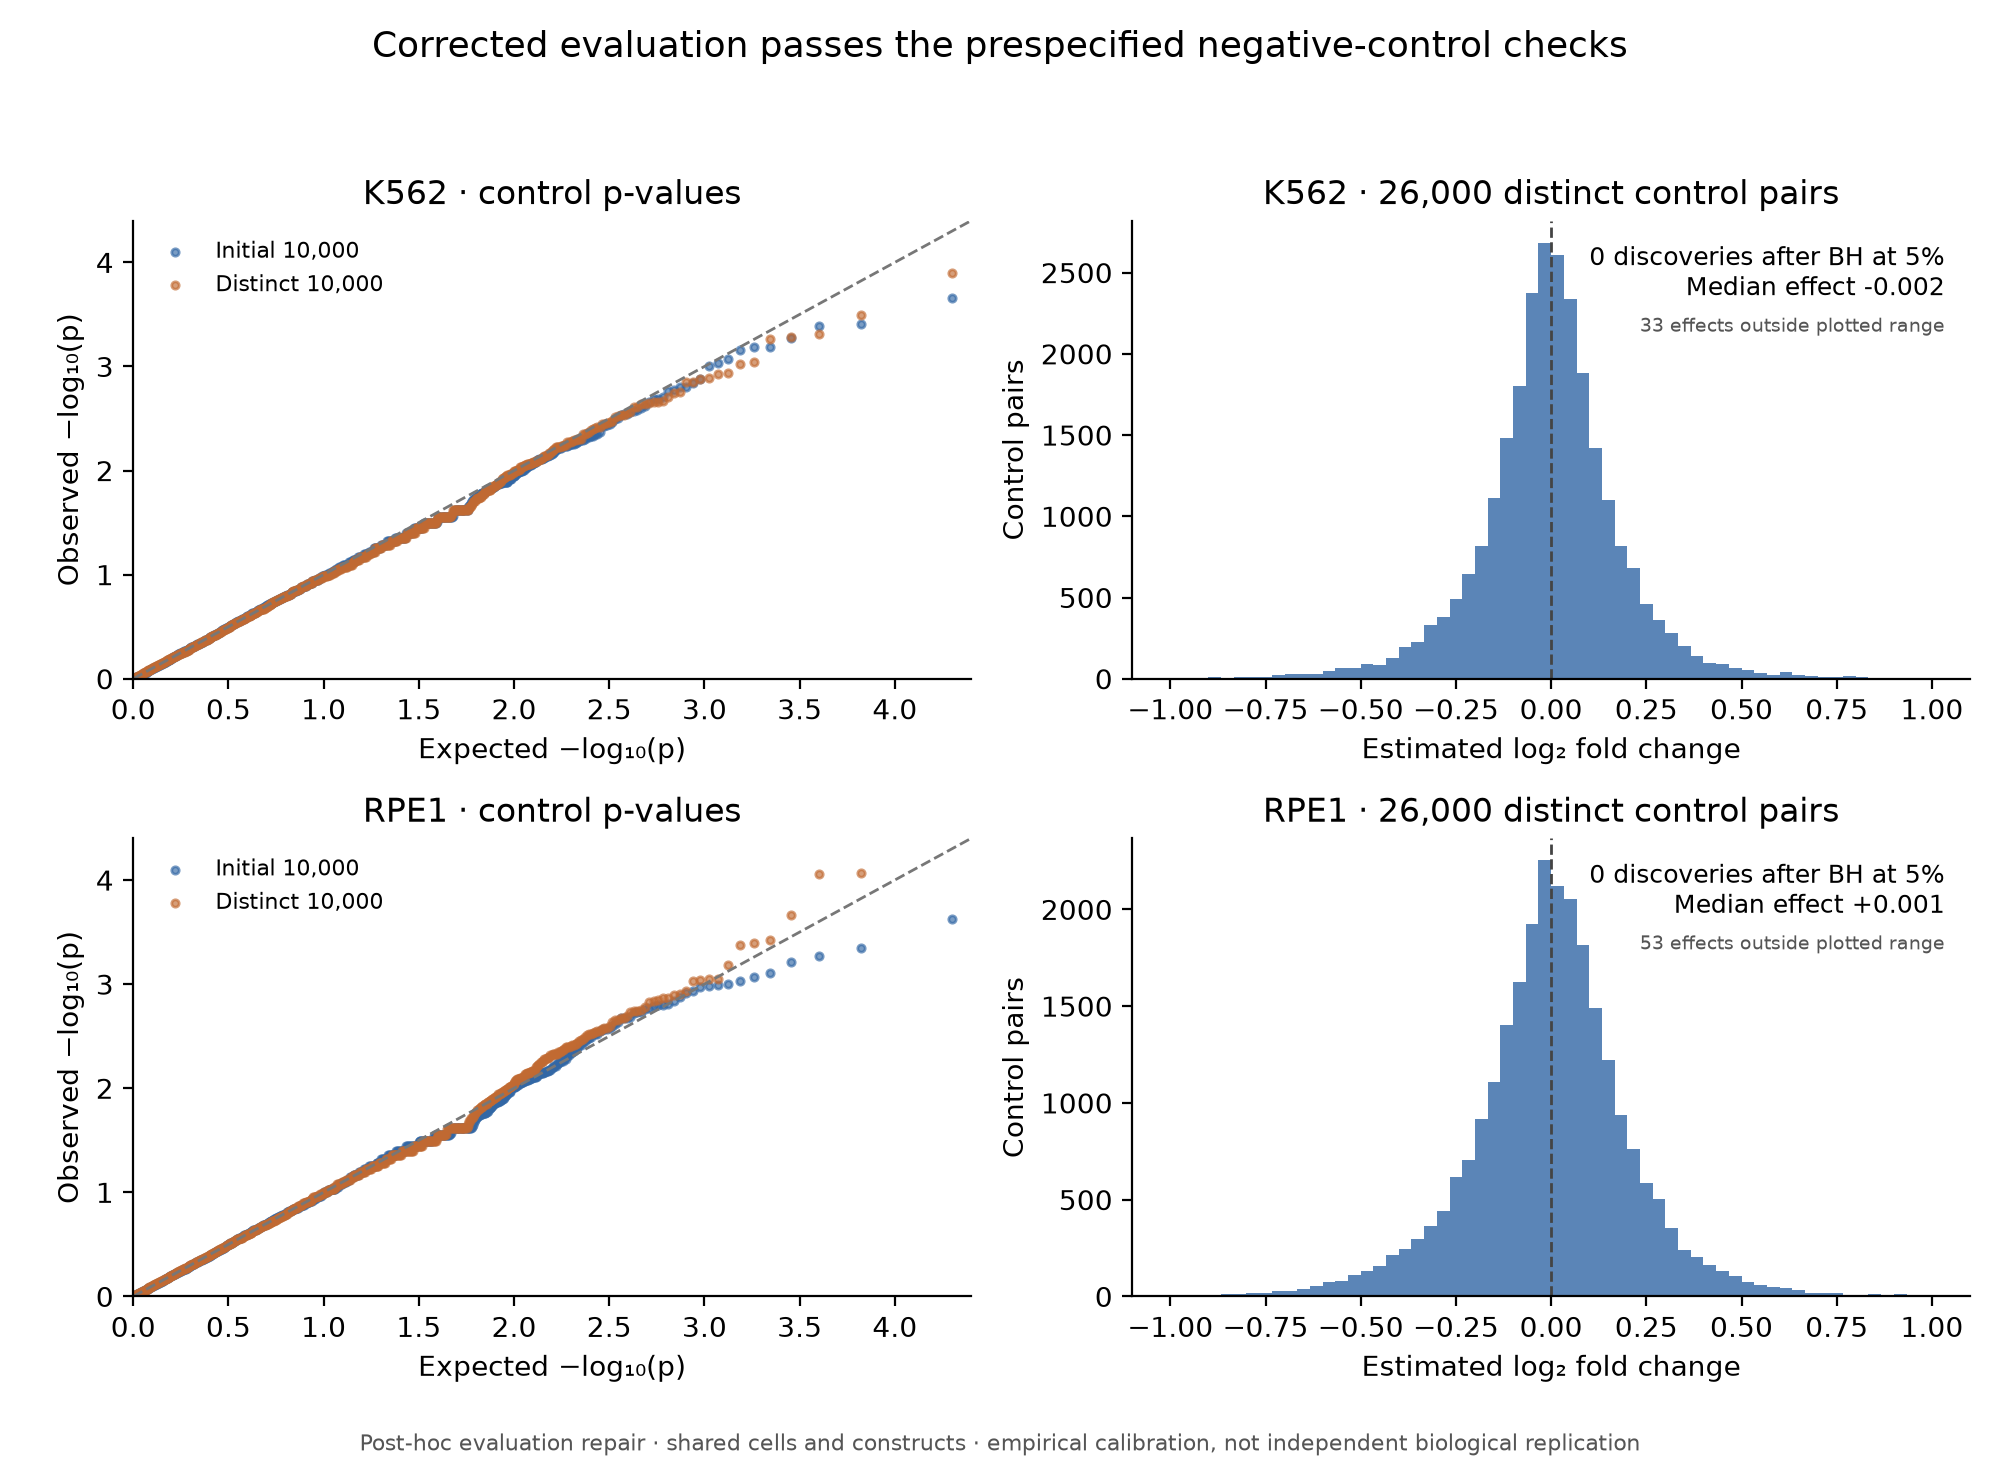 Corrected evaluation passes the prespecified negative-control checks
K562 · control p-values
Initial 10,000
Distinct 10,000
Observed −log₁₀(p)
4
3
2
1
0
0.0 0.5 1.0 1.5 2.0 2.5 3.0 3.5 4.0
Expected −log₁₀(p)
K562 · 26,000 distinct control pairs
0 discoveries after BH at 5%
Median effect -0.002
33 effects outside plotted range
Control pairs
2500
2000
1500
1000
500
0
−1.00 −0.75 −0.50 −0.25 0.00 0.25 0.50 0.75 1.00
Estimated log₂ fold change
RPE1 · control p-values
Initial 10,000
Distinct 10,000
Observed −log₁₀(p)
4
3
2
1
0
0.0 0.5 1.0 1.5 2.0 2.5 3.0 3.5 4.0
Expected −log₁₀(p)
RPE1 · 26,000 distinct control pairs
0 discoveries after BH at 5%
Median effect +0.001
53 effects outside plotted range
Control pairs
2000
1500
1000
500
0
−1.00 −0.75 −0.50 −0.25 0.00 0.25 0.50 0.75 1.00
Estimated log₂ fold change
Post-hoc evaluation repair · shared cells and constructs · empirical calibration, not independent biological replication